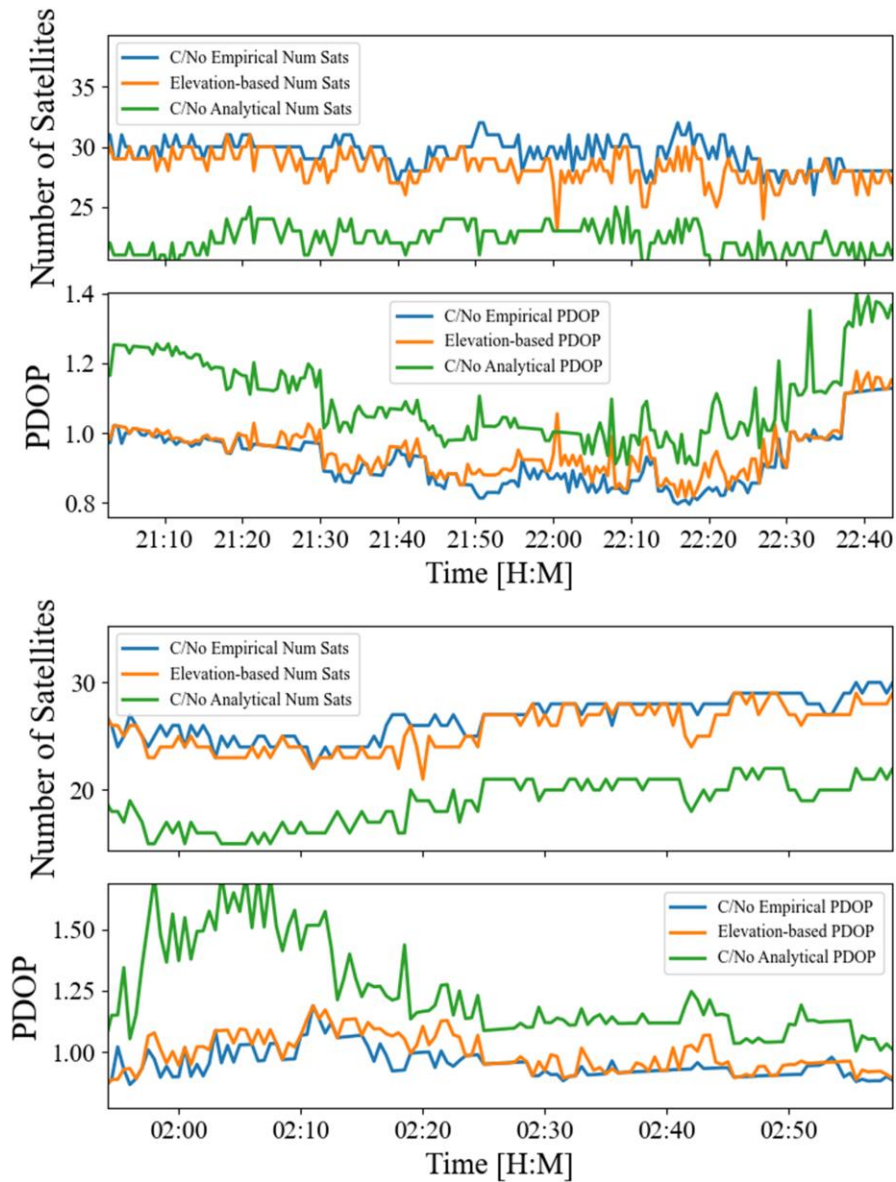 Number of Satellites
C/No Empirical Num Sats
Elevation-based Num Sats
C/No Analytical Num Sats
35
30
25
PDOP
C/No Empirical PDOP
Elevation-based PDOP
C/No Analytical PDOP
1.4
1.2
1.0
0.8
21:10 21:20 21:30 21:40 21:50 22:00 22:10 22:20 22:30 22:40
Time [H:M]
Number of Satellites
C/No Empirical Num Sats
Elevation-based Num Sats
C/No Analytical Num Sats
30
20
PDOP
C/No Empirical PDOP
Elevation-based PDOP
C/No Analytical PDOP
1.50
1.25
1.00
02:00 02:10 02:20 02:30 02:40 02:50
Time [H:M]